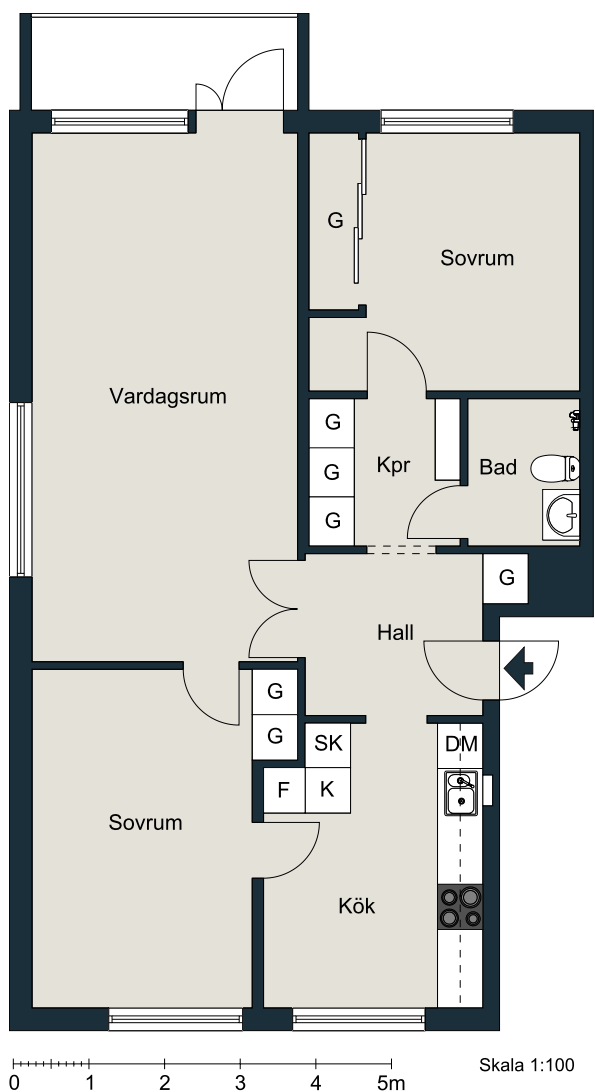 G
Sovrum
Vardagsrum
G
G
G
Kpr
Bad
G
Hall
G
G
SK
DM
F
K
Sovrum
Kök
0 1 2 3 4 5m
Skala 1:100